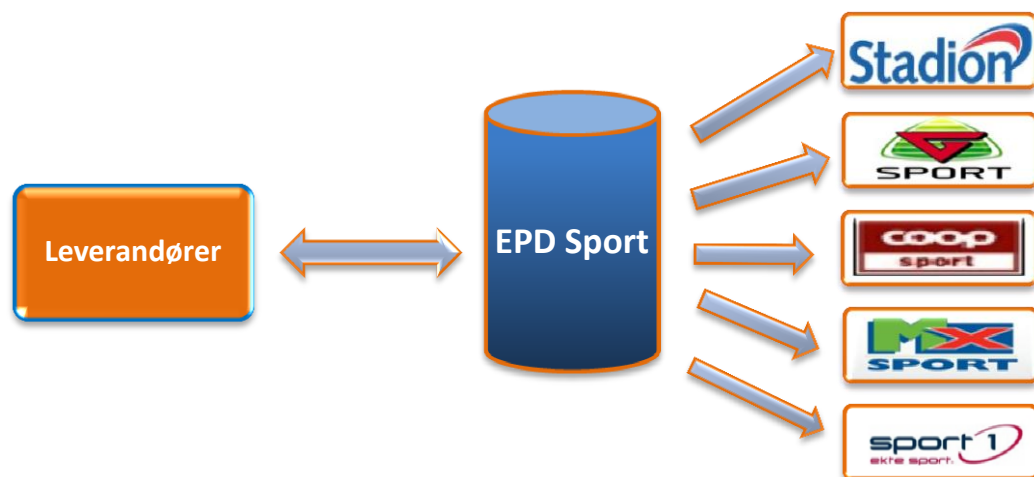 Leverandører
EPD Sport
Stadion
SPORT
coop
sport
MX
SPORT
sport 1
ekte sport.